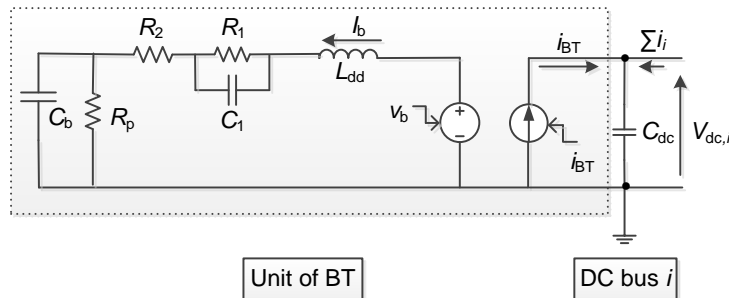 R2 R1 Ib iBT ∑ii
Ldd
Cb Rp C1 vb Cdc Vdc,i
iBT
Unit of BT DC bus i